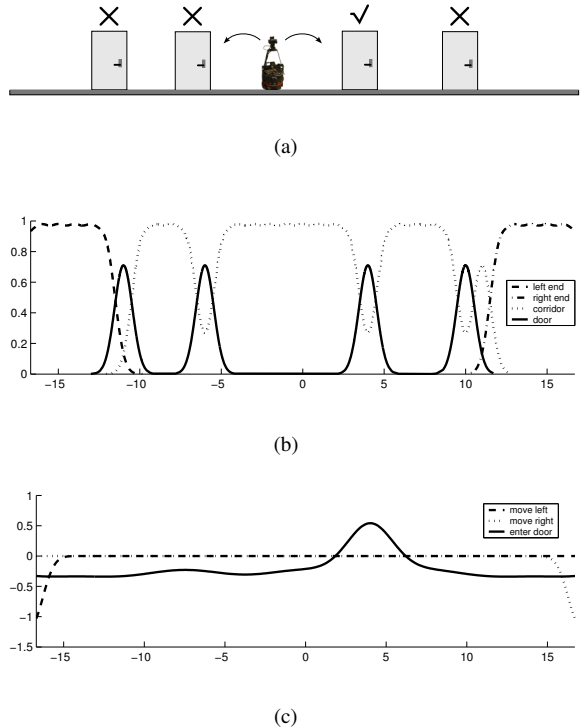 (a)
1
0.8
0.6
0.4
0.2
0
−15 −10 −5 0 5 10 15
left end
right end
corridor
door
(b)
1
0.5
0
−0.5
−1
−1.5
−15 −10 −5 0 5 10 15
move left
move right
enter door
(c)